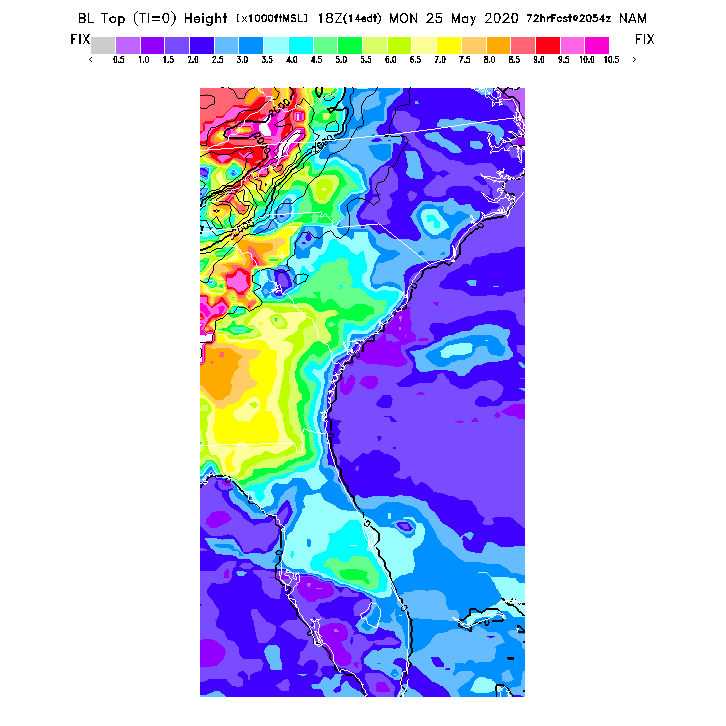 BL Top (TI=0) Height [x1000ftMSL] 18Z(14edt) MON 25 May 2020 72hrFcst@2054z NAM
FIX FIX
< 0.5 1.0 1.5 2.0 2.5 3.0 3.5 4.0 4.5 5.0 5.5 6.0 6.5 7.0 7.5 8.0 8.5 9.0 9.5 10.0 10.5 >
2000